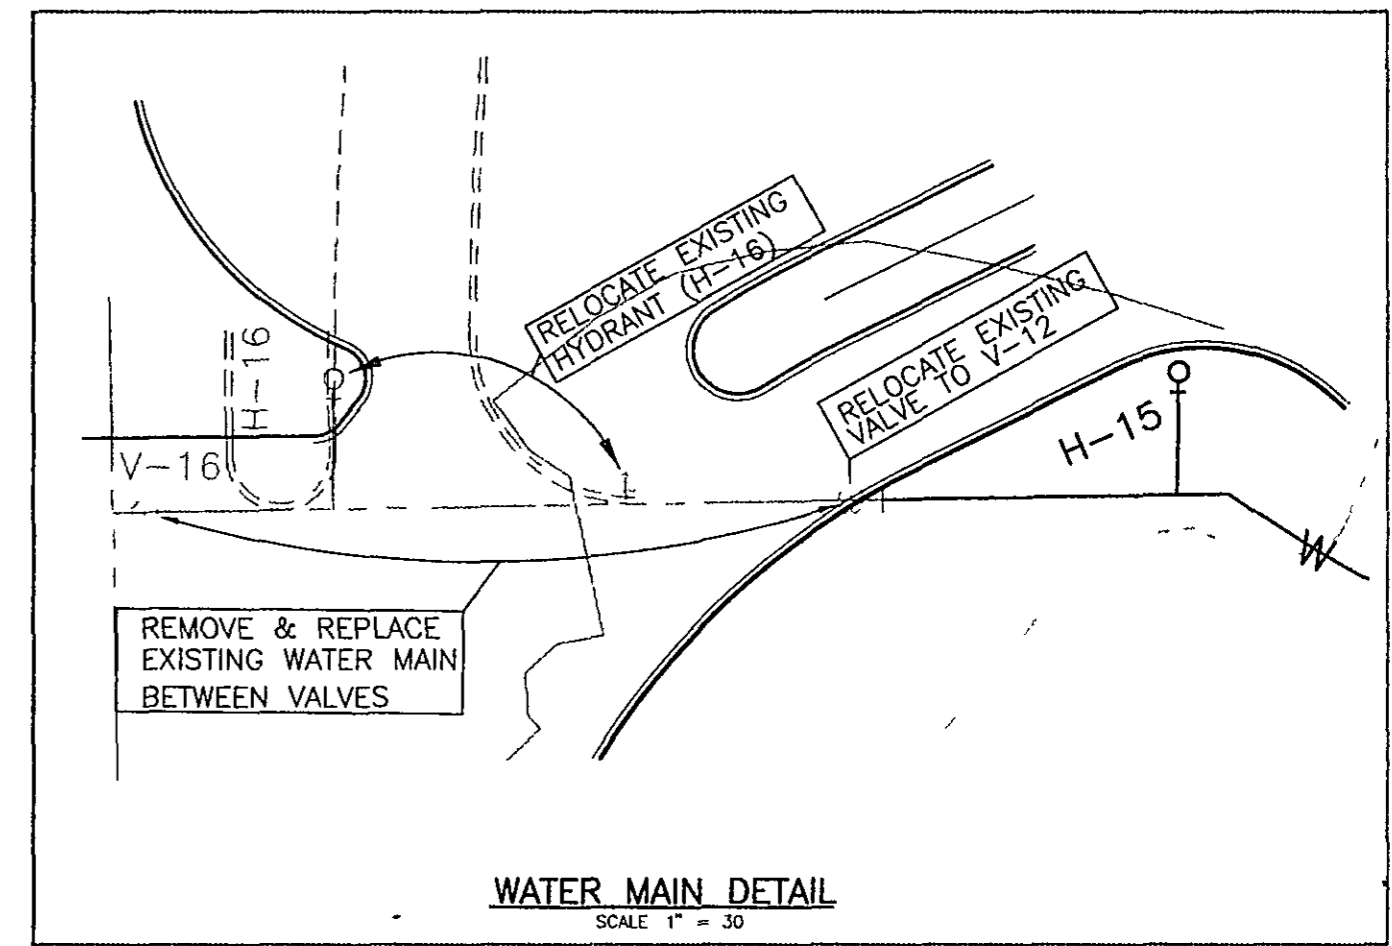 RELOCATE EXISTING
HYDRANT (H-16)
RELOCATE EXISTING
VALVE TO V-12
H-16
V-16
H-15
W
REMOVE & REPLACE
EXISTING WATER MAIN
BETWEEN VALVES
WATER MAIN DETAIL
SCALE 1" = 30